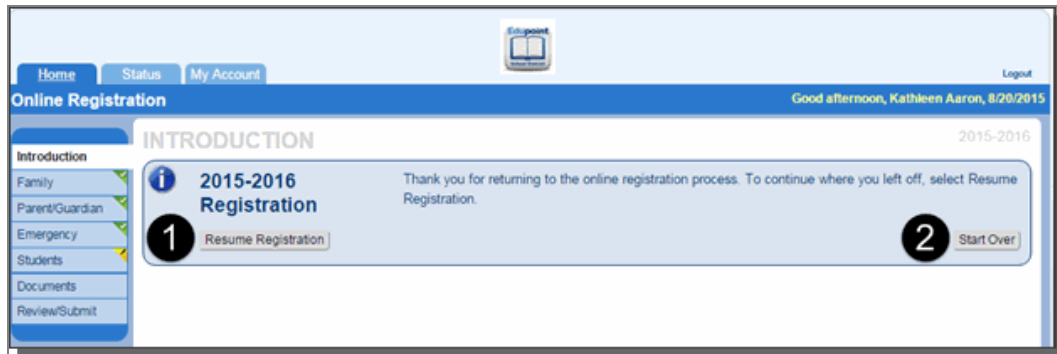 Edupoint
Home Status My Account
Logout
Online Registration
Good afternoon, Kathleen Aaron, 8/20/2015
INTRODUCTION
2015-2016
Introduction
Family
Parent/Guardian
Emergency
Students
Documents
Review/Submit
i
2015-2016
Registration
Thank you for returning to the online registration process. To continue where you left off, select Resume
Registration.
1
Resume Registration
2
Start Over